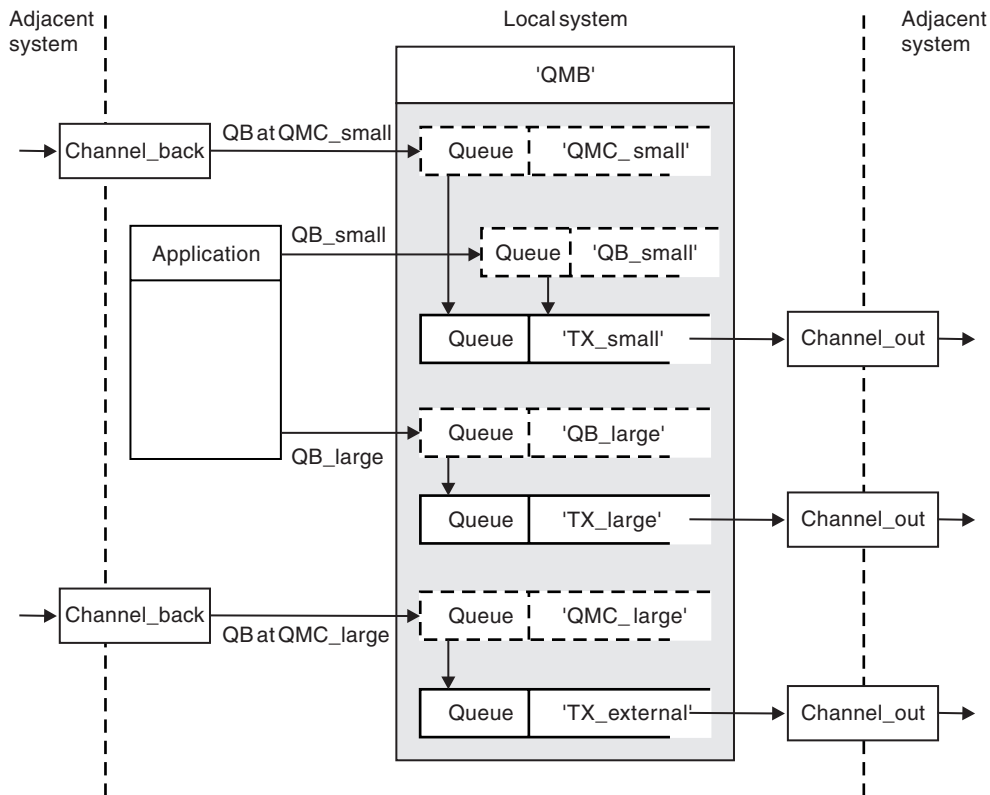 Adjacent system
Local system
Adjacent system
'QMB'
Channel_back
QB at QMC_small
Queue 'QMC_small'
Application
QB_small
Queue 'QB_small'
Queue 'TX_small'
Channel_out
QB_large
Queue 'QB_large'
Queue 'TX_large'
Channel_out
Channel_back
QB at QMC_large
Queue 'QMC_large'
Queue 'TX_external'
Channel_out